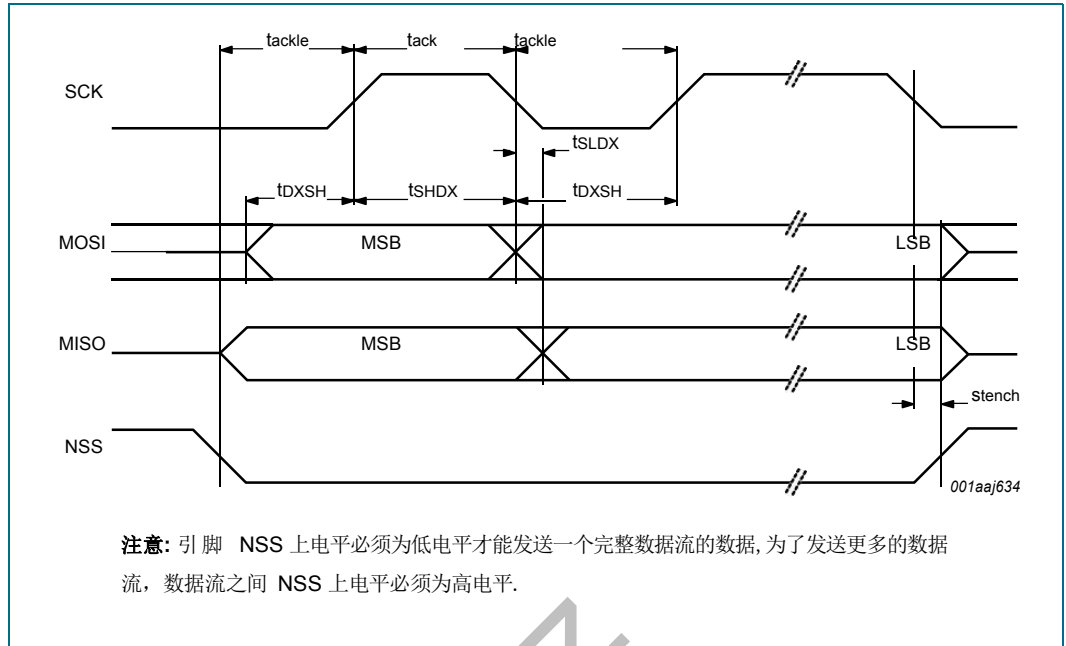 tackle tack tackle
SCK
tSLDX
tDXSH tSHDX tDXSH
MOSI MSB LSB
MISO MSB LSB
stench
NSS
001aaj634
注意: 引脚 NSS 上电平必须为低电平才能发送一个完整数据流的数据,为了发送更多的数据
流，数据流之间 NSS 上电平必须为高电平.